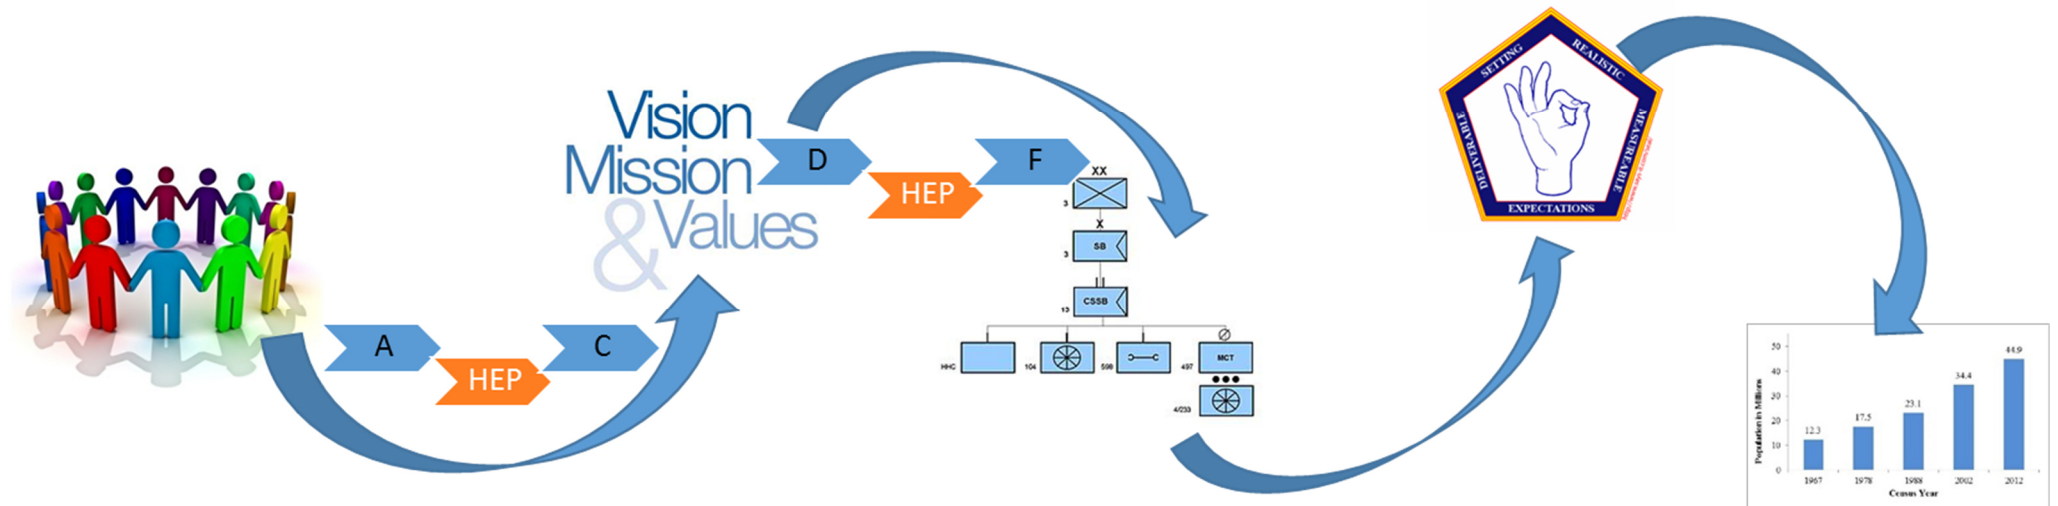 A
HEP
C
Vision
Mission
& Values
D
HEP
F
XX
3
X
SB
3
CSSB
13
HHC
104
598
497
MCT
4/233
SETTING
REALISTIC
DELIVERABLE
MEASUREABLE
EXPECTATIONS
Population in Millions
50
40
30
20
10
0
12.3
17.5
23.1
34.4
44.9
1967
1978
1988
2002
2012
Census Year